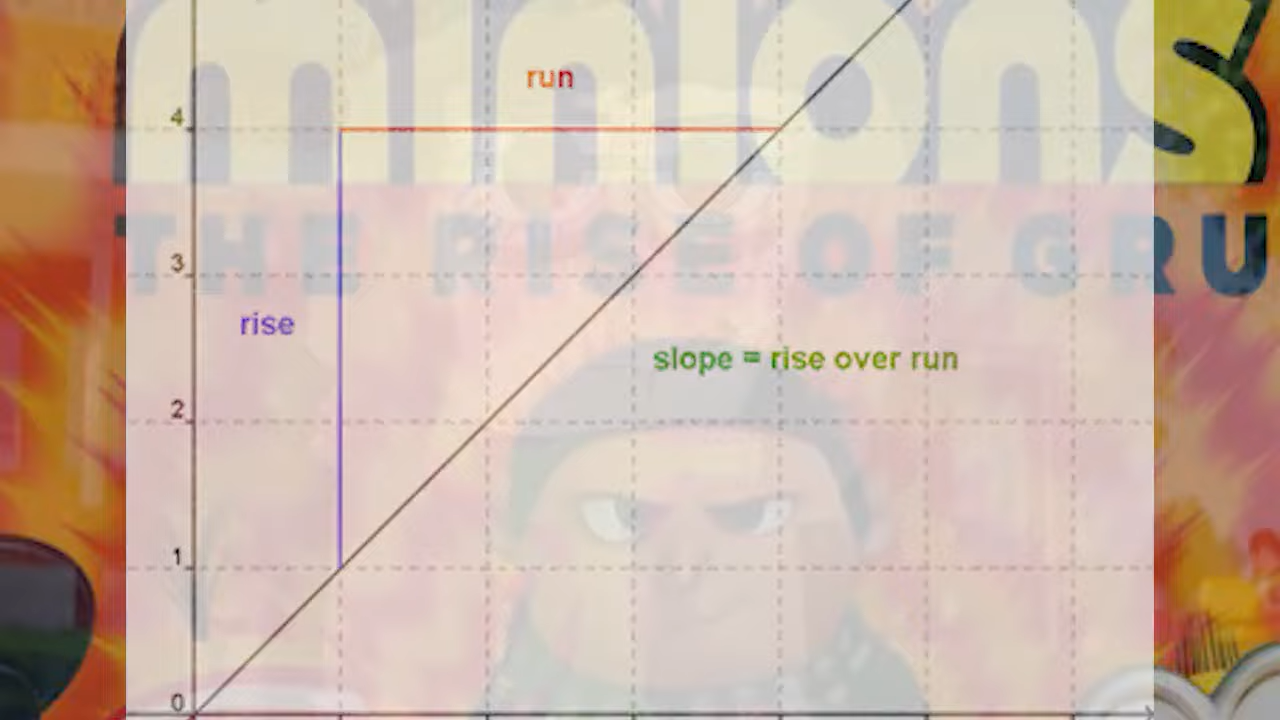 minions
run
4
THE RISE OF GRU
3
rise
slope = rise over run
2
1
0